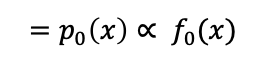 = p₀(x) ∝ f₀(x)